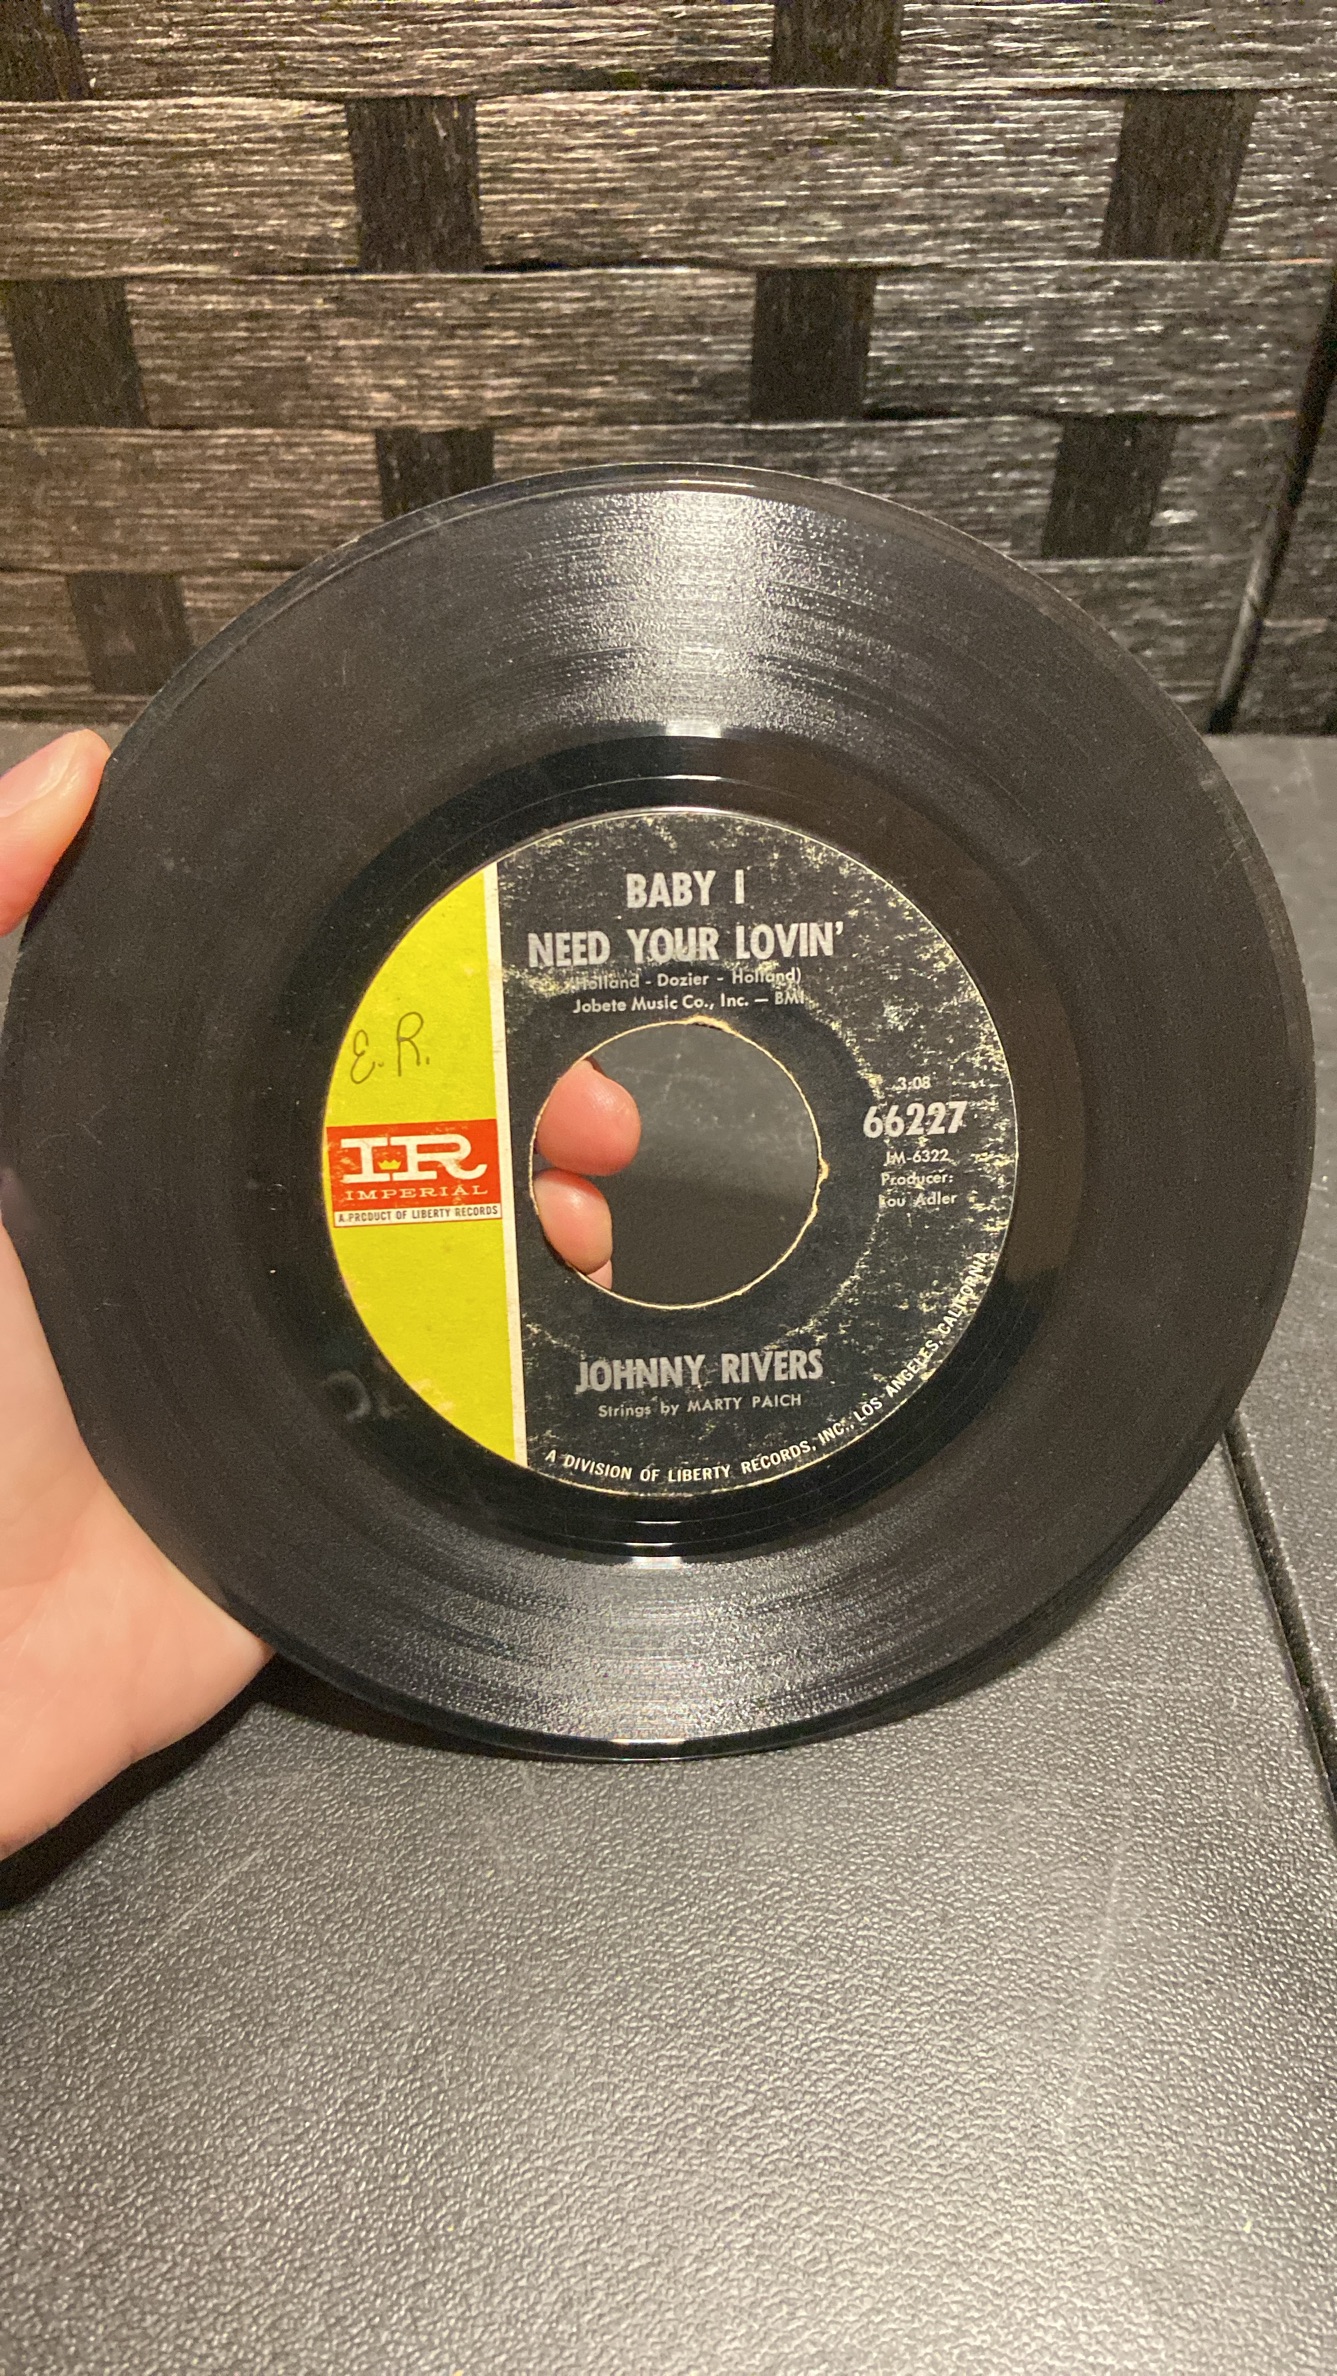 BABY I
NEED YOUR LOVIN'
Holland - Dozier - Holland)
Jobete Music Co., Inc. — BMI
E. R.
3:08
66227
IM-6322
Producer:
Lou Adler
IR
IMPERIAL
A PRODUCT OF LIBERTY RECORDS
JOHNNY RIVERS
Strings by MARTY PAICH
A DIVISION OF LIBERTY RECORDS, INC., LOS ANGELES, CALIFORNIA